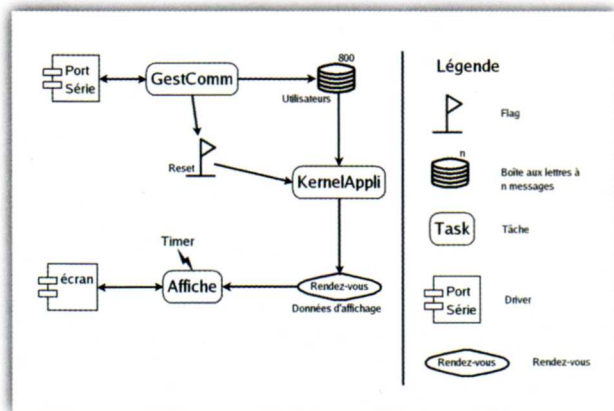 Port
Série
GestComm
800
Utilisateurs
Reset
KernelAppli
Timer
écran
Affiche
Rendez-vous
Données d'affichage
Légende
Flag
n
Boîte aux lettres à
n messages
Task
Tâche
Port
Série
Driver
Rendez-vous
Rendez-vous